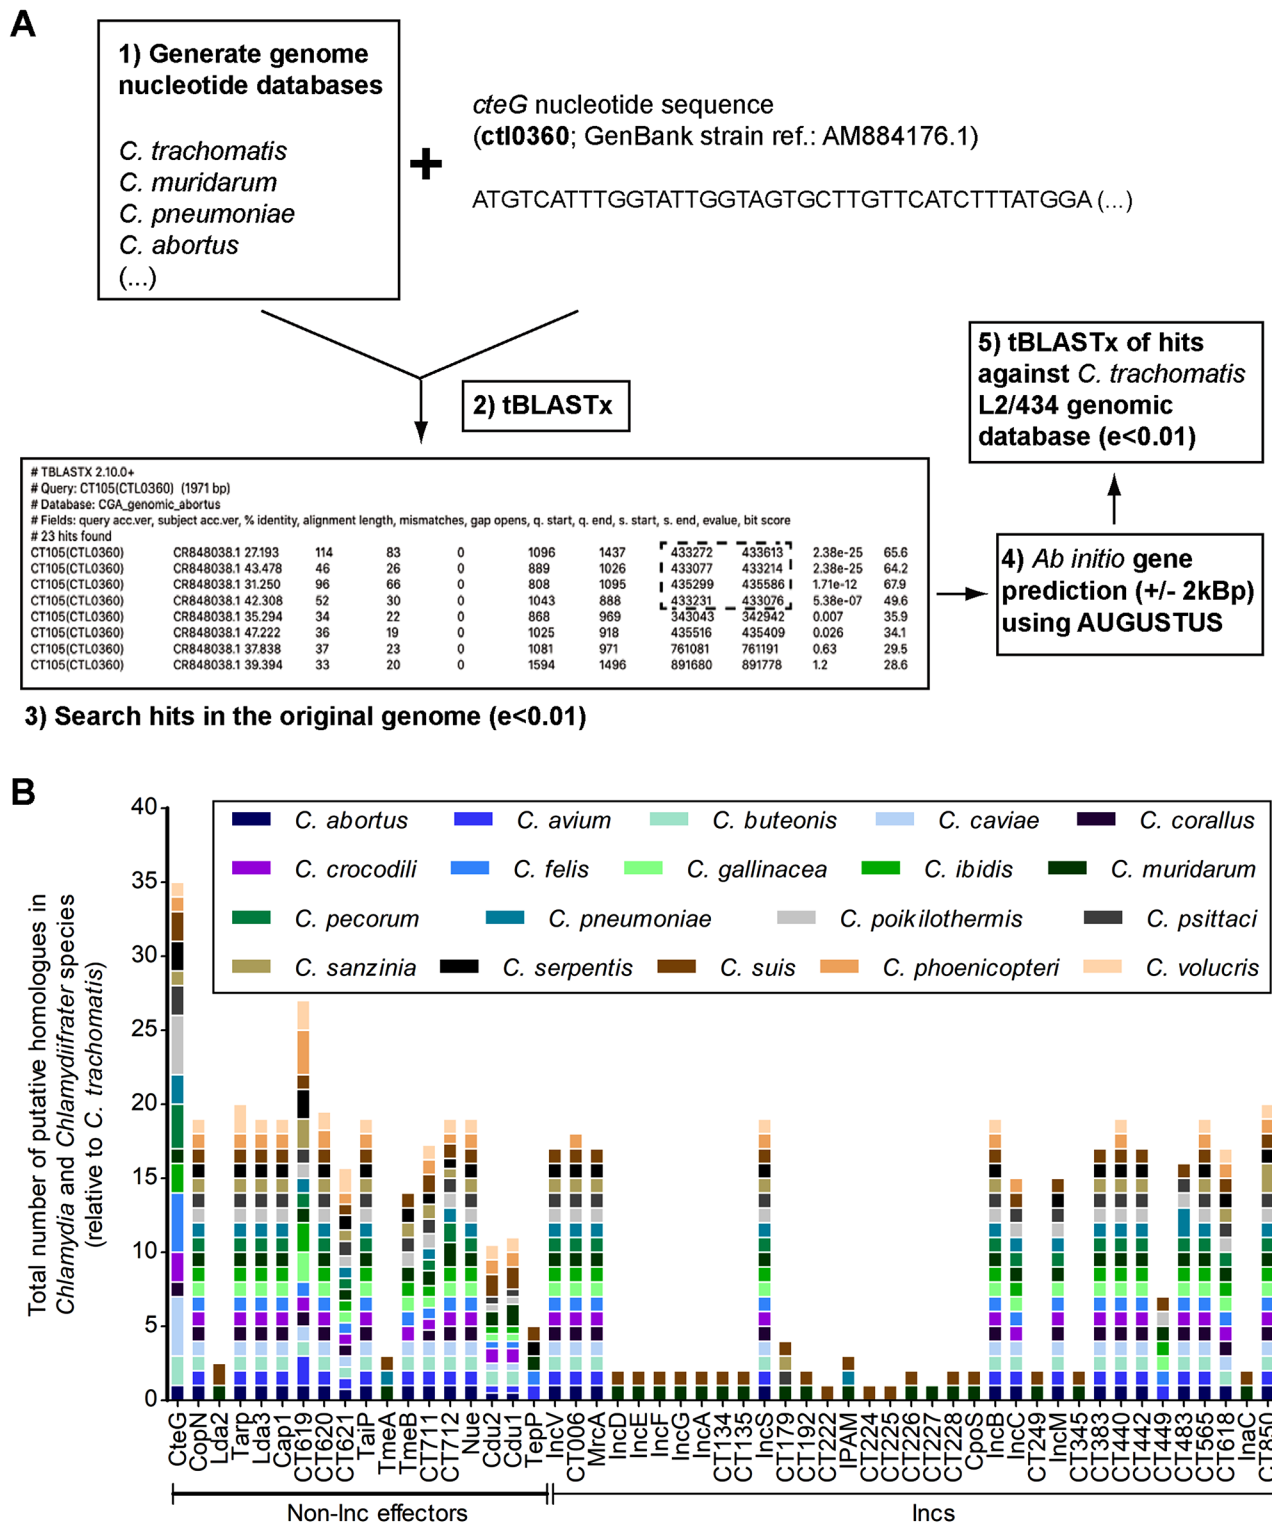 A
1) Generate genome
nucleotide databases
C. trachomatis
C. muridarum
C. pneumoniae
C. abortus
(...)
+
cteG nucleotide sequence
(ctl0360; GenBank strain ref.: AM884176.1)
ATGTCATTTGGTATTGGTAGTGCTTGTTCATCTTTATGGA (...)
2) tBLASTx
# TBLASTX 2.10.0+
# Query: CT105(CTL0360) (1971 bp)
# Database: CGA_genomic_abortus
# Fields: query acc.ver, subject acc.ver, % identity, alignment length, mismatches, gap opens, q. start, q. end, s. start, s. end, evalue, bit score
# 23 hits found
CT105(CTL0360) CR848038.1 27.193 114 83 0 1096 1437 433272 433613 2.38e-25 65.6
CT105(CTL0360) CR848038.1 43.478 46 26 0 889 1026 433077 433214 2.38e-25 64.2
CT105(CTL0360) CR848038.1 31.250 96 66 0 808 1095 435299 435586 1.71e-12 67.9
CT105(CTL0360) CR848038.1 42.308 52 30 0 1043 888 433231 433076 5.38e-07 49.6
CT105(CTL0360) CR848038.1 35.294 34 22 0 868 969 343043 342942 0.007 35.9
CT105(CTL0360) CR848038.1 47.222 36 19 0 1025 918 435516 435409 0.026 34.1
CT105(CTL0360) CR848038.1 37.838 37 23 0 1081 971 761081 761191 0.63 29.5
CT105(CTL0360) CR848038.1 39.394 33 20 0 1594 1496 891680 891778 1.2 28.6
3) Search hits in the original genome (e<0.01)
4) Ab initio gene
prediction (+/- 2kBp)
using AUGUSTUS
5) tBLASTx of hits
against C. trachomatis
L2/434 genomic
database (e<0.01)
B
Total number of putative homologues in
Chlamydia and Chlamydiifrater species
(relative to C. trachomatis)
40
35
30
25
20
15
10
5
0
C. abortus C. avium C. buteonis C. caviae C. corallus
C. crocodili C. felis C. gallinacea C. ibidis C. muridarum
C. pecorum C. pneumoniae C. poikilothermis C. psittaci
C. sanzinia C. serpentis C. suis C. phoenicopteri C. volucris
CteG
CopN
Lda2
Tarp
Lda3
Cap1
CT619
CT620
CT621
TaiP
TmeA
TmeB
CT711
CT712
Nue
Cdu2
Cdu1
TepP
IncV
CT006
MrcA
IncD
IncE
IncF
IncG
IncA
CT134
CT135
IncS
CT179
CT192
CT222
IPAM
CT224
CT225
CT226
CT227
CT228
CpoS
IncB
IncC
CT249
IncM
CT345
CT383
CT440
CT442
CT449
CT483
CT565
CT618
InaC
CT850
Non-Inc effectors
Incs